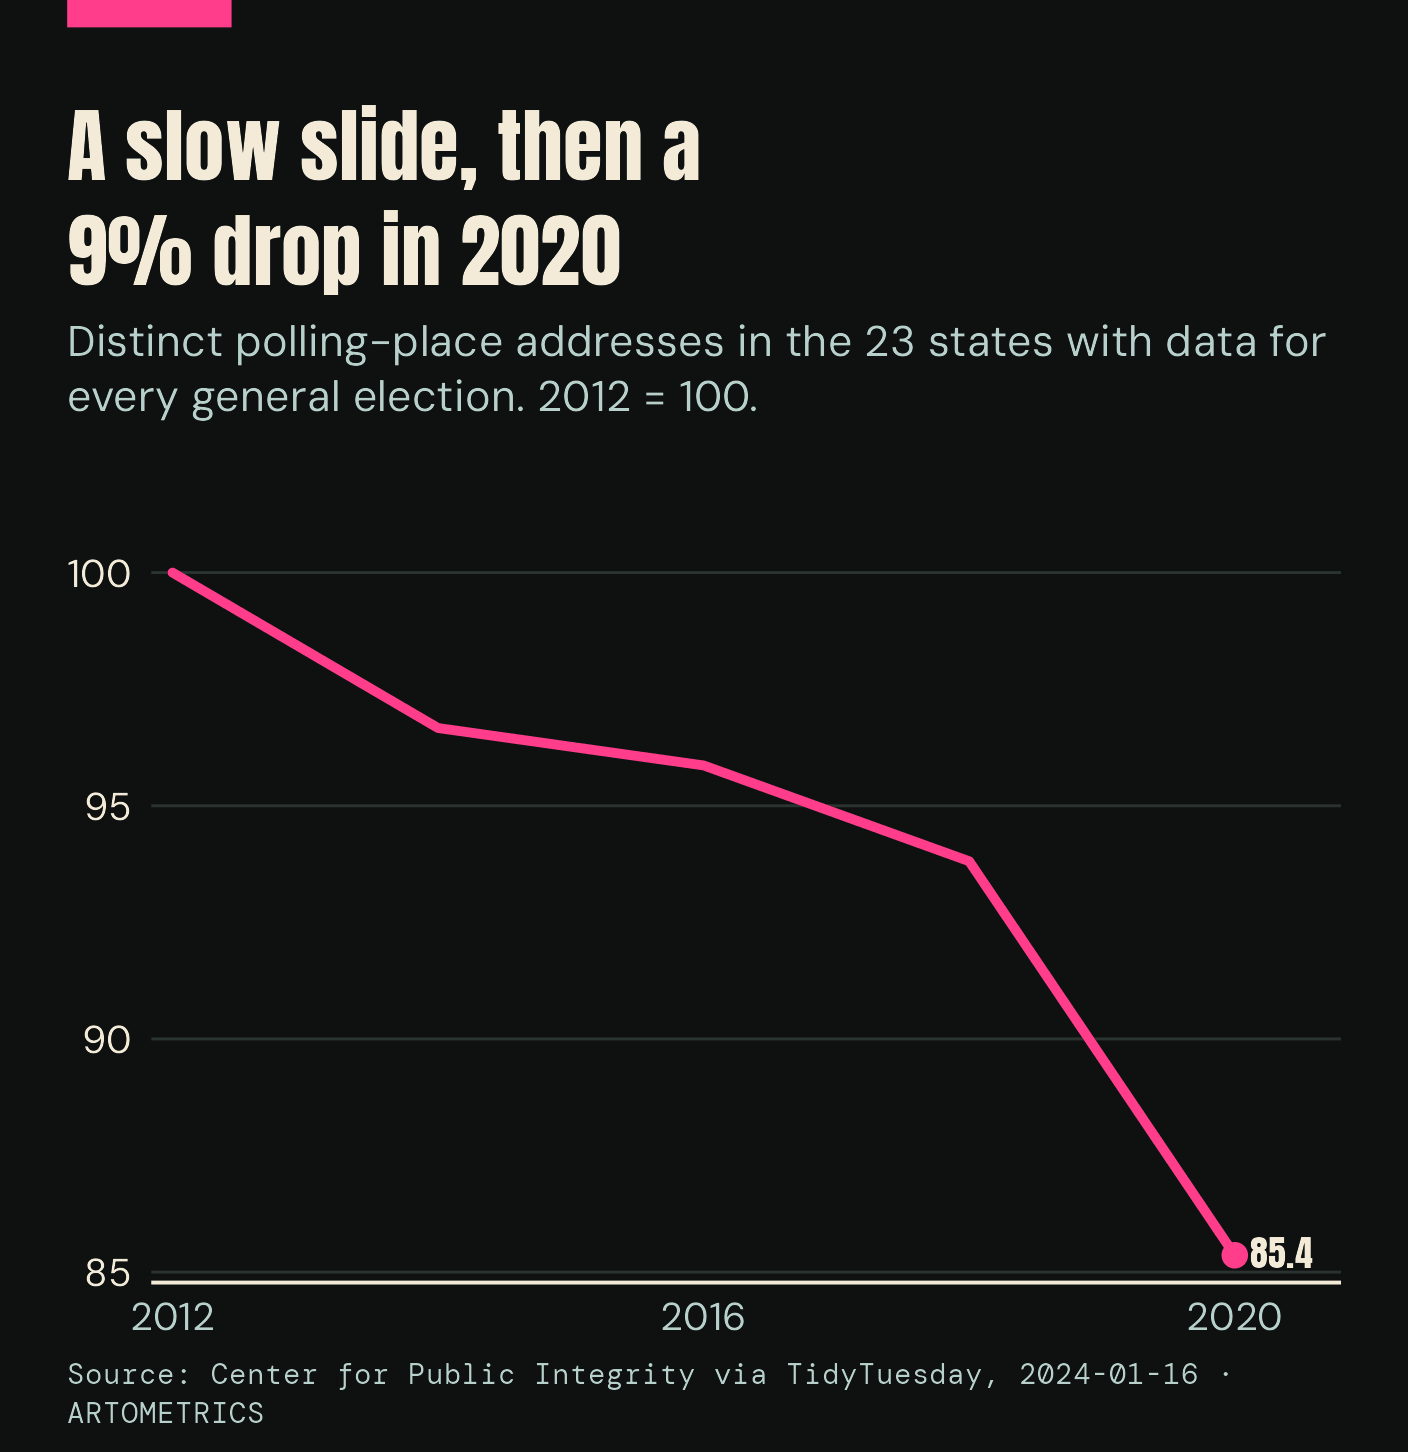 A slow slide, then a
9% drop in 2020
Distinct polling-place addresses in the 23 states with data for
every general election. 2012 = 100.
100
95
90
85
85.4
2012 2016 2020
Source: Center for Public Integrity via TidyTuesday, 2024-01-16 ·
ARTOMETRICS